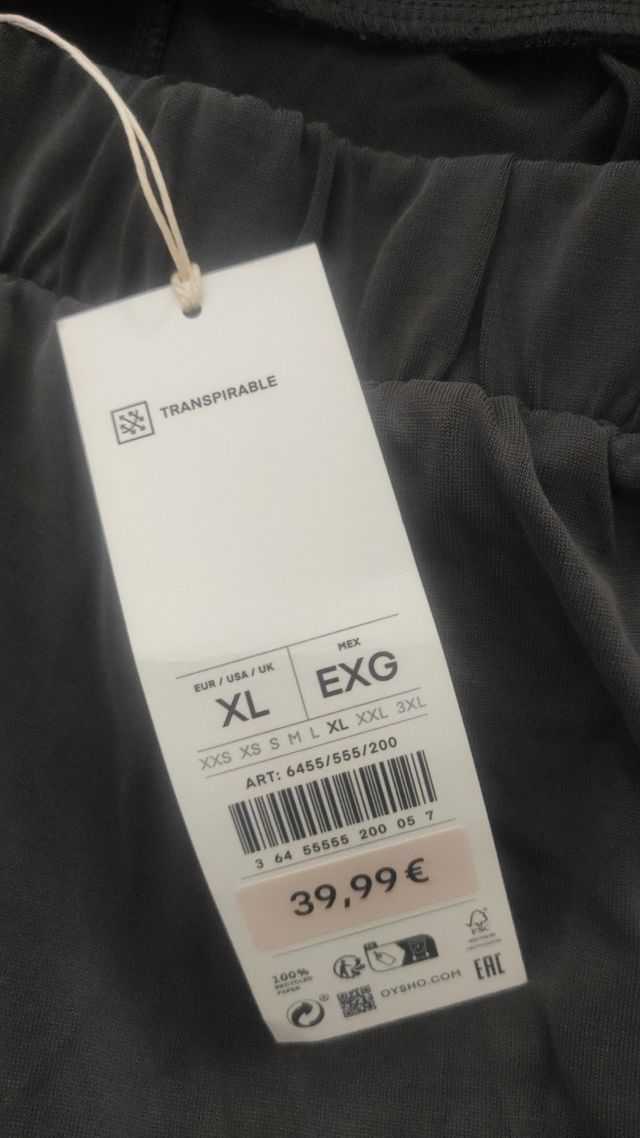 TRANSPIRABLE
EUR / USA / UK
XL
MEX
EXG
XXS XS S M L XL XXL 3XL
ART: 6455/555/200
3 64 55555 200 05 7
39,99 €
100%
RECYCLED
PAPER
OYSHO.COM
FSC
EAC